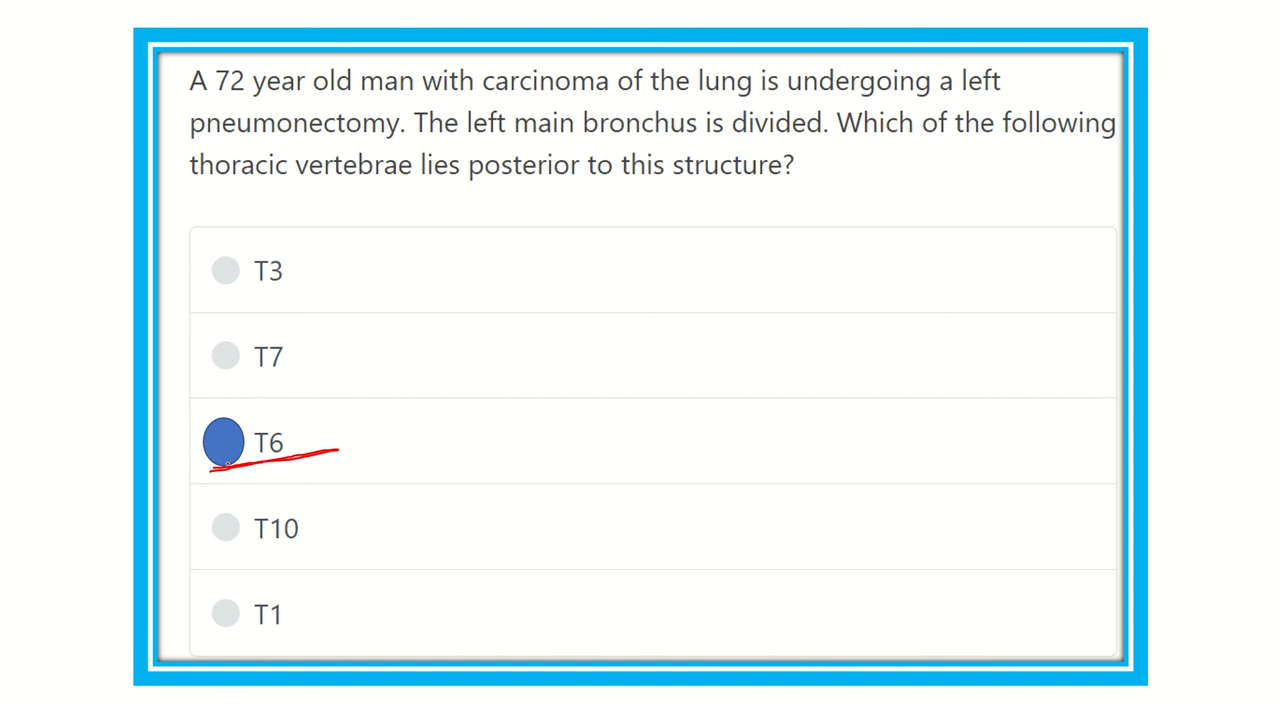 A 72 year old man with carcinoma of the lung is undergoing a left
pneumonectomy. The left main bronchus is divided. Which of the following
thoracic vertebrae lies posterior to this structure?
T3
T7
T6
T10
T1